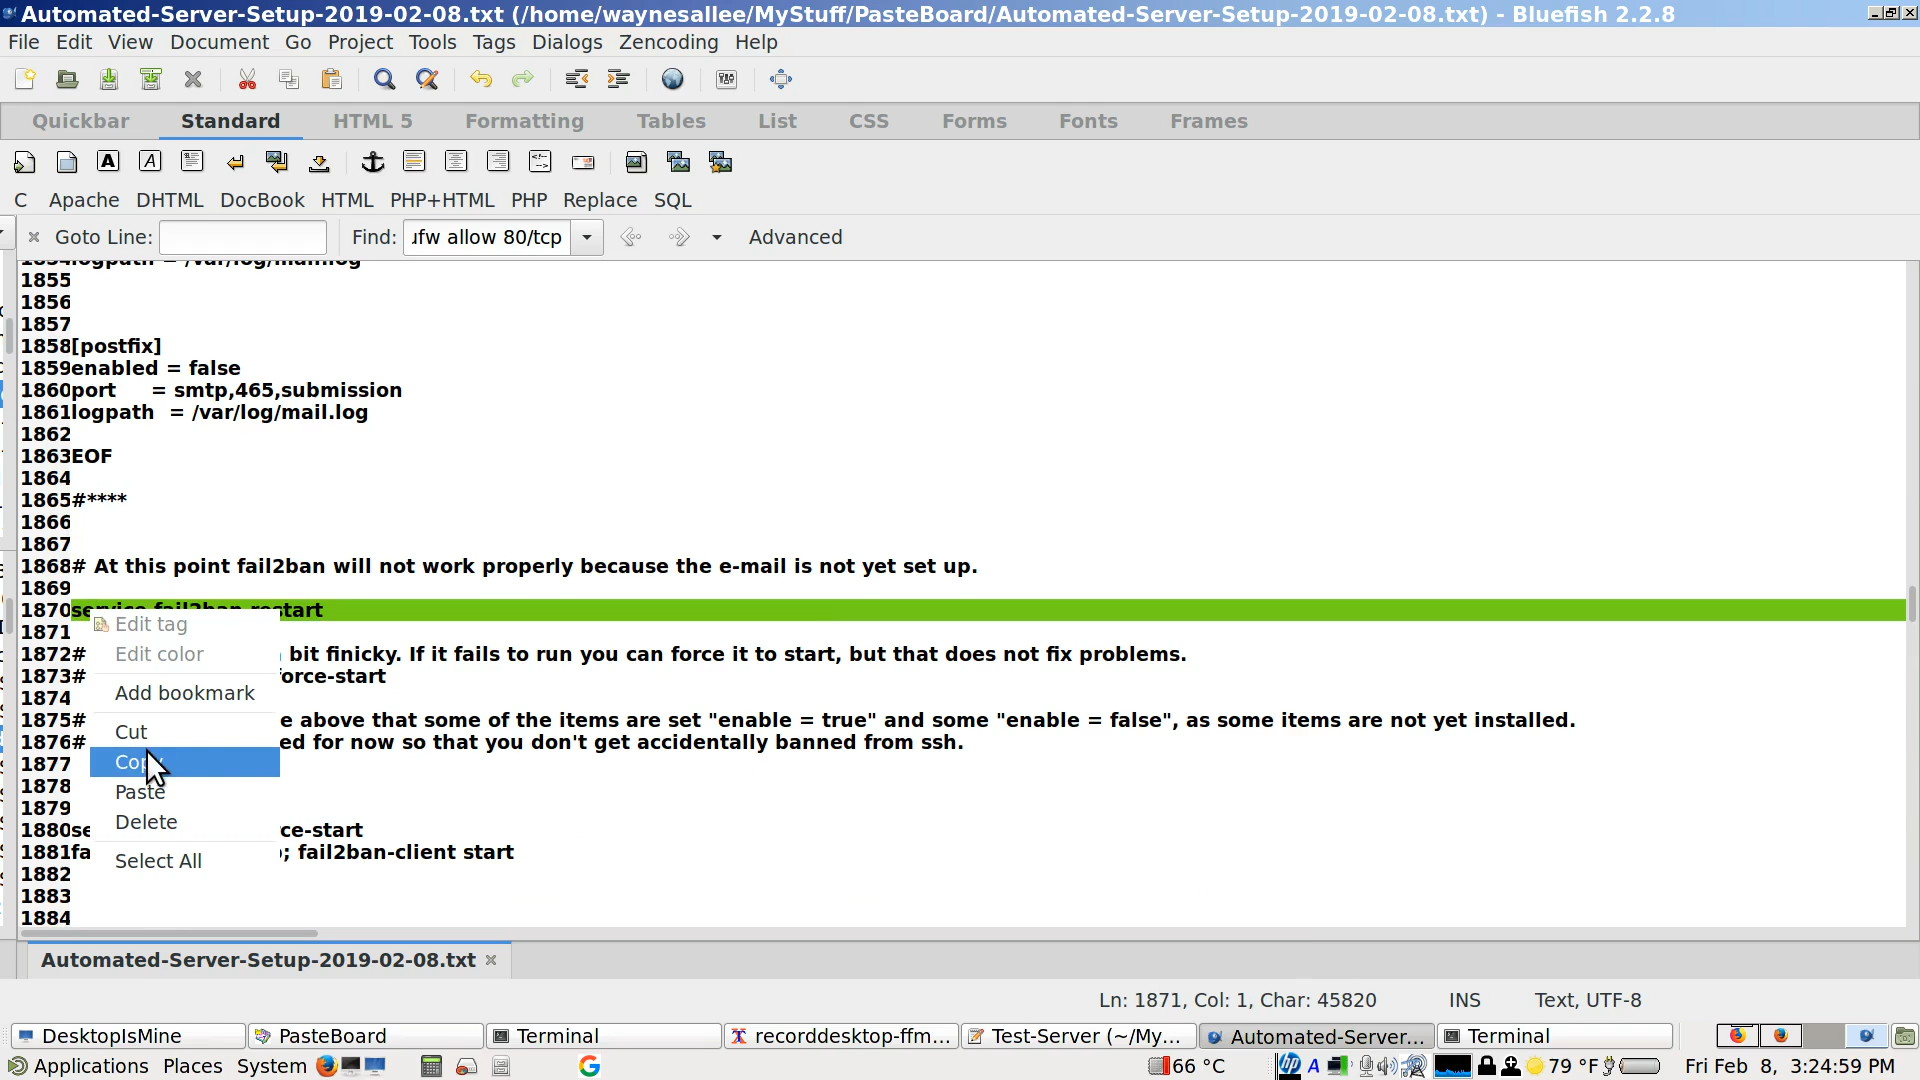 Automated-Server-Setup-2019-02-08.txt (/home/waynesallee/MyStuff/PasteBoard/Automated-Server-Setup-2019-02-08.txt) - Bluefish 2.2.8
File Edit View Document Go Project Tools Tags Dialogs Zencoding Help
Quickbar Standard HTML 5 Formatting Tables List CSS Forms Fonts Frames
C Apache DHTML DocBook HTML PHP+HTML PHP Replace SQL
Goto Line: Find: ufw allow 80/tcp Advanced
1854logpath = /var/log/mail.log
1855
1856
1857
1858[postfix]
1859enabled = false
1860port = smtp,465,submission
1861logpath = /var/log/mail.log
1862
1863EOF
1864
1865#****
1866
1867
1868# At this point fail2ban will not work properly because the e-mail is not yet set up.
1869
1870service fail2ban restart
1871
1872# bit finicky. If it fails to run you can force it to start, but that does not fix problems.
1873# orce-start
1874
1875# e above that some of the items are set "enable = true" and some "enable = false", as some items are not yet installed.
1876# ed for now so that you don't get accidentally banned from ssh.
1877
1878
1879
1880se ce-start
1881fa ; fail2ban-client start
1882
1883
1884
Edit tag
Edit color
Add bookmark
Cut
Copy
Paste
Delete
Select All
Automated-Server-Setup-2019-02-08.txt
Ln: 1871, Col: 1, Char: 45820 INS Text, UTF-8
DesktopIsMine PasteBoard Terminal recorddesktop-ffm... Test-Server (~/My... Automated-Server... Terminal
Applications Places System 66 °C A 79 °F Fri Feb 8, 3:24:59 PM